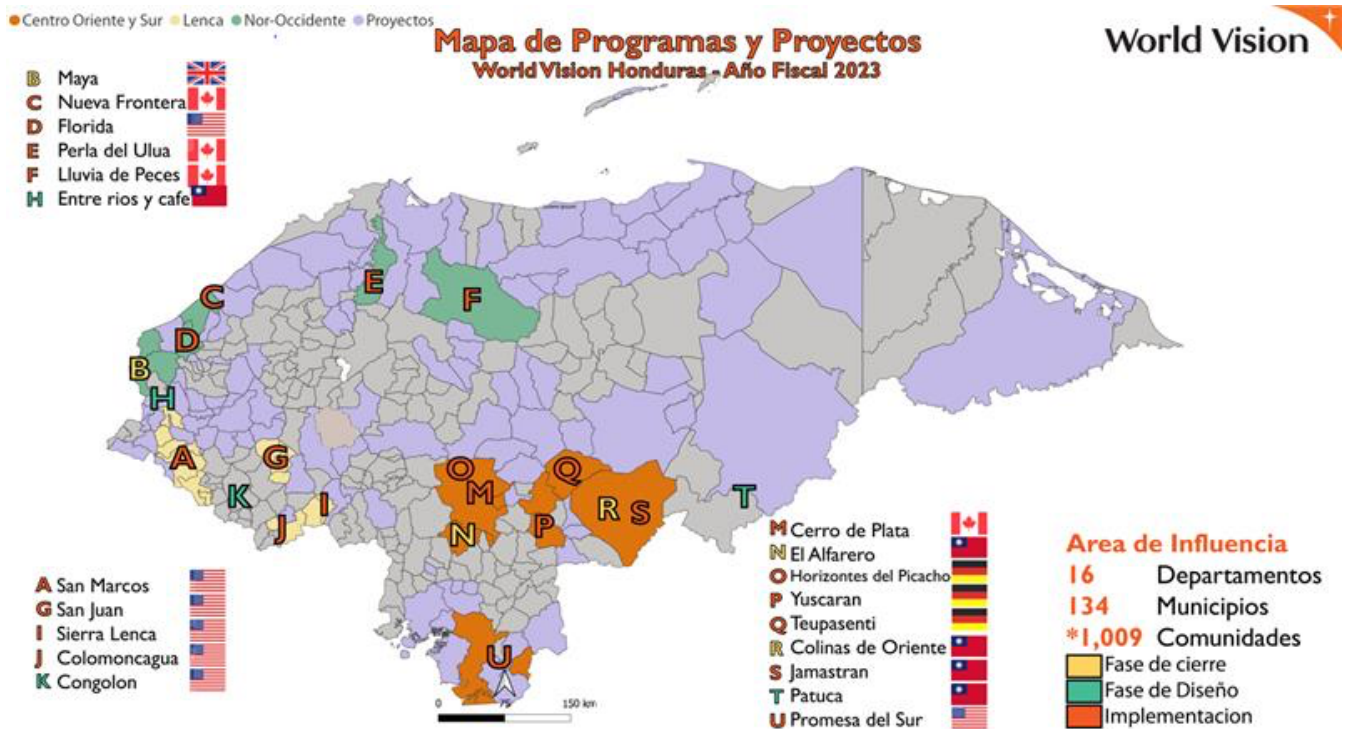 Centro Oriente y Sur Lenca Nor-Occidente Proyectos
Mapa de Programas y Proyectos
World Vision Honduras - Año Fiscal 2023
World Vision
B Maya
C Nueva Frontera
D Florida
E Perla del Ulua
F Lluvia de Peces
H Entre rios y cafe
C
D
B
H
E
F
A
G
K
I
J
O
M
N
Q
P
R
S
T
U
A San Marcos
G San Juan
I Sierra Lenca
J Colomoncagua
K Congolon
0 75 150 km
M Cerro de Plata
N El Alfarero
O Horizontes del Picacho
P Yuscaran
Q Teupasenti
R Colinas de Oriente
S Jamastran
T Patuca
U Promesa del Sur
Area de Influencia
16 Departamentos
134 Municipios
*1,009 Comunidades
Fase de cierre
Fase de Diseño
Implementacion